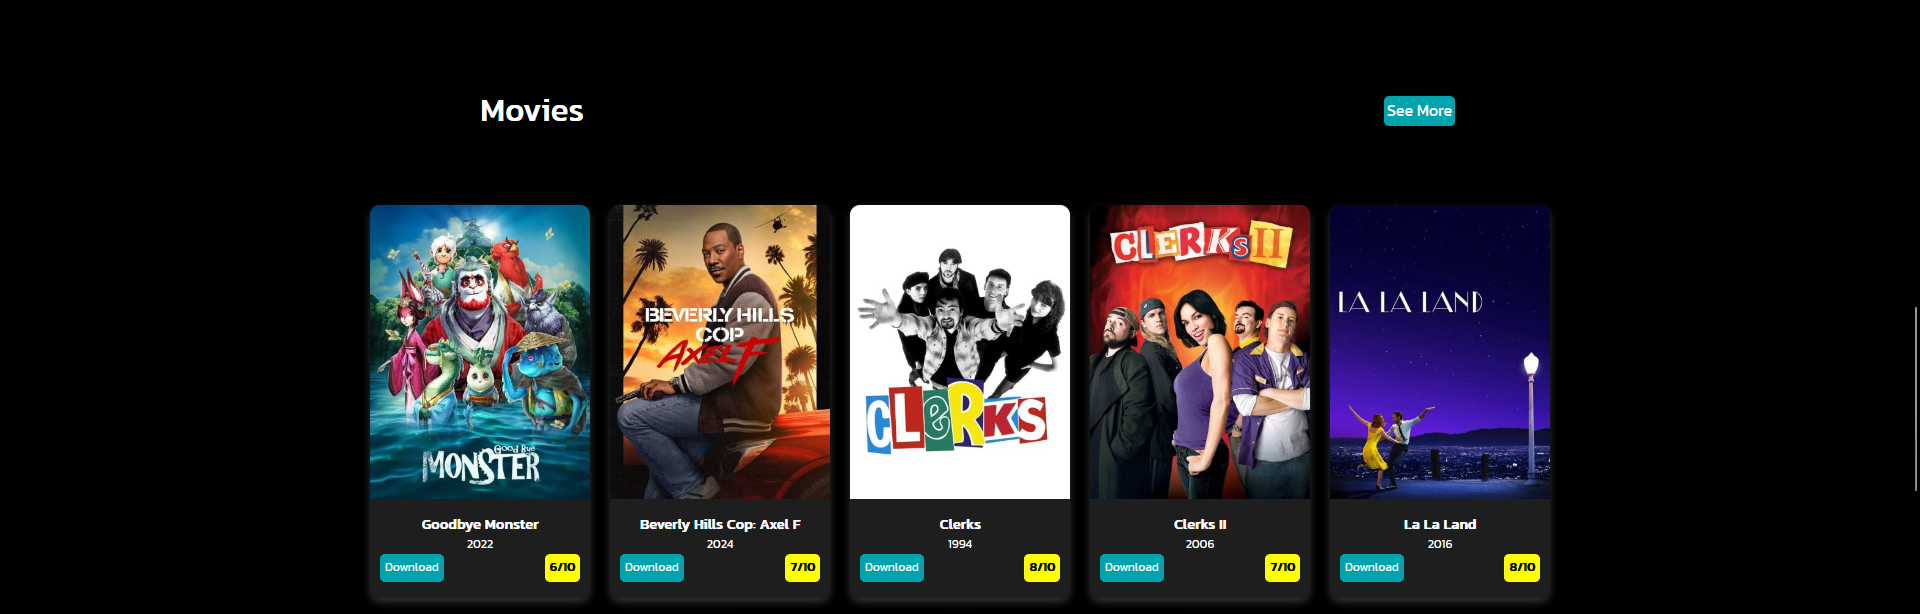 Movies
See More
Good Bye
MONSTER
BEVERLY HILLS
COP
AXEL F
CLeRKS
CLERKS II
LA LA LAND
Goodbye Monster
2022
Download
6/10
Beverly Hills Cop: Axel F
2024
Download
7/10
Clerks
1994
Download
8/10
Clerks II
2006
Download
7/10
La La Land
2016
Download
8/10